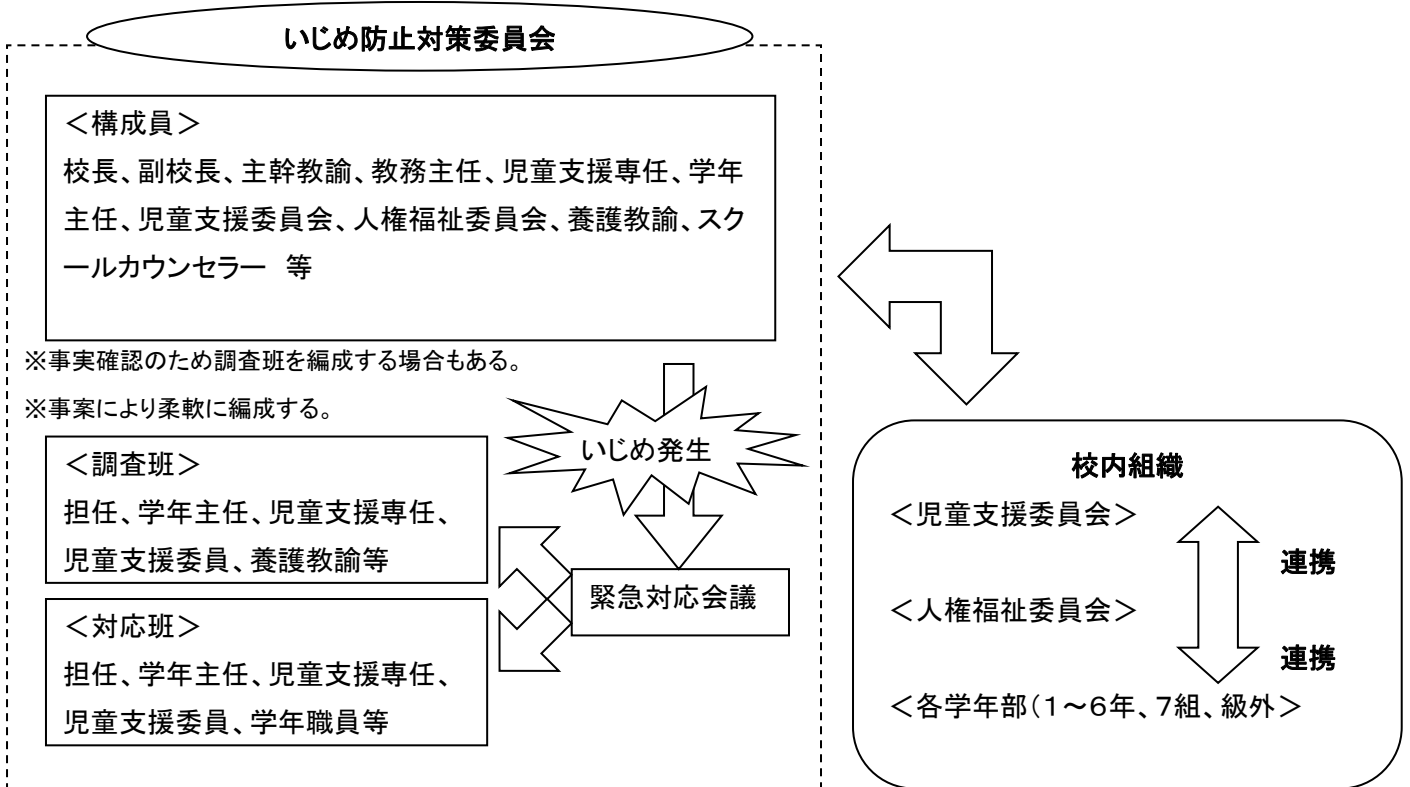 いじめ防止対策委員会
＜構成員＞
校長、副校長、主幹教諭、教務主任、児童支援専任、学年
主任、児童支援委員会、人権福祉委員会、養護教諭、スク
ールカウンセラー　等
※事実確認のため調査班を編成する場合もある。
※事案により柔軟に編成する。
いじめ発生
＜調査班＞
担任、学年主任、児童支援専任、
児童支援委員、養護教諭等
緊急対応会議
＜対応班＞
担任、学年主任、児童支援専任、
児童支援委員、学年職員等
校内組織
＜児童支援委員会＞
連携
＜人権福祉委員会＞
連携
＜各学年部（１～６年、７組、級外＞